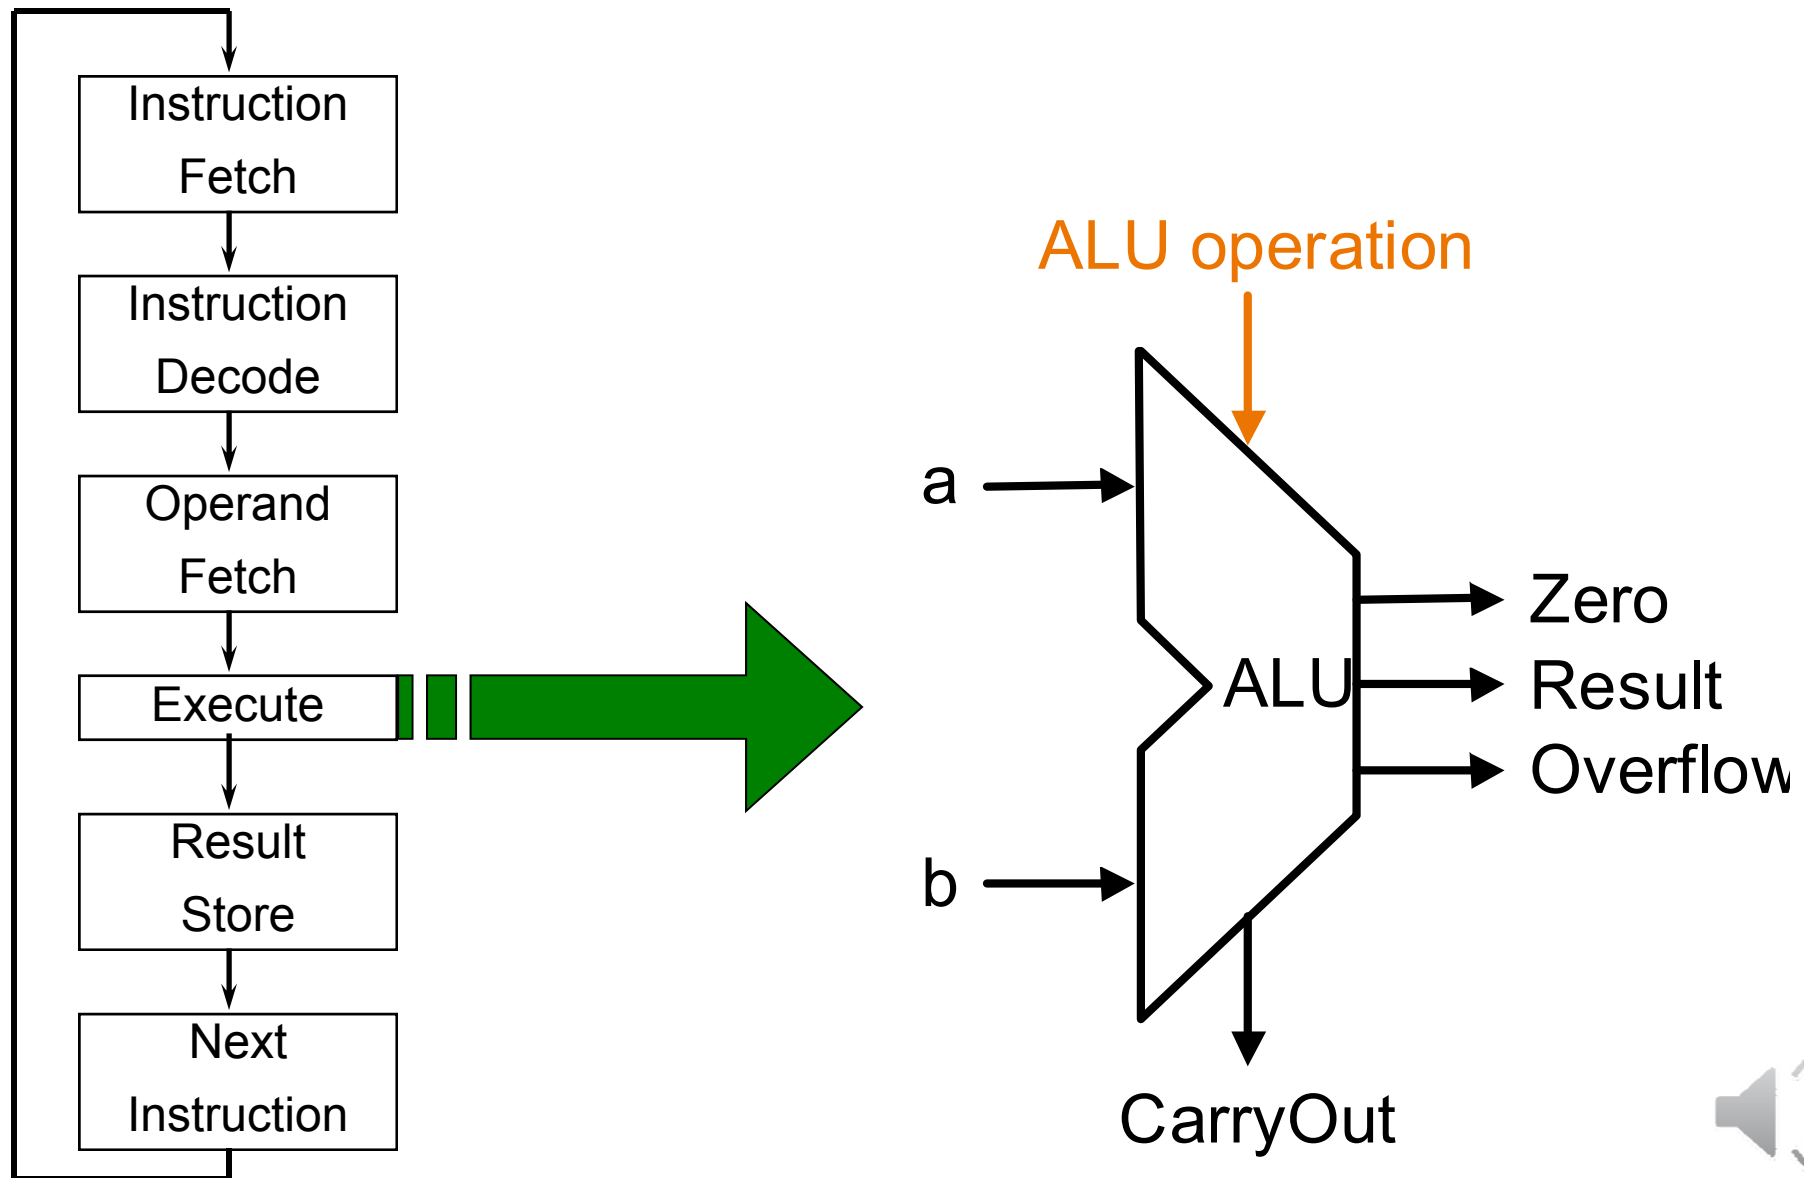 Instruction
Fetch
Instruction
Decode
Operand
Fetch
Execute
Result
Store
Next
Instruction
ALU operation
a
b
ALU
Zero
Result
Overflow
CarryOut